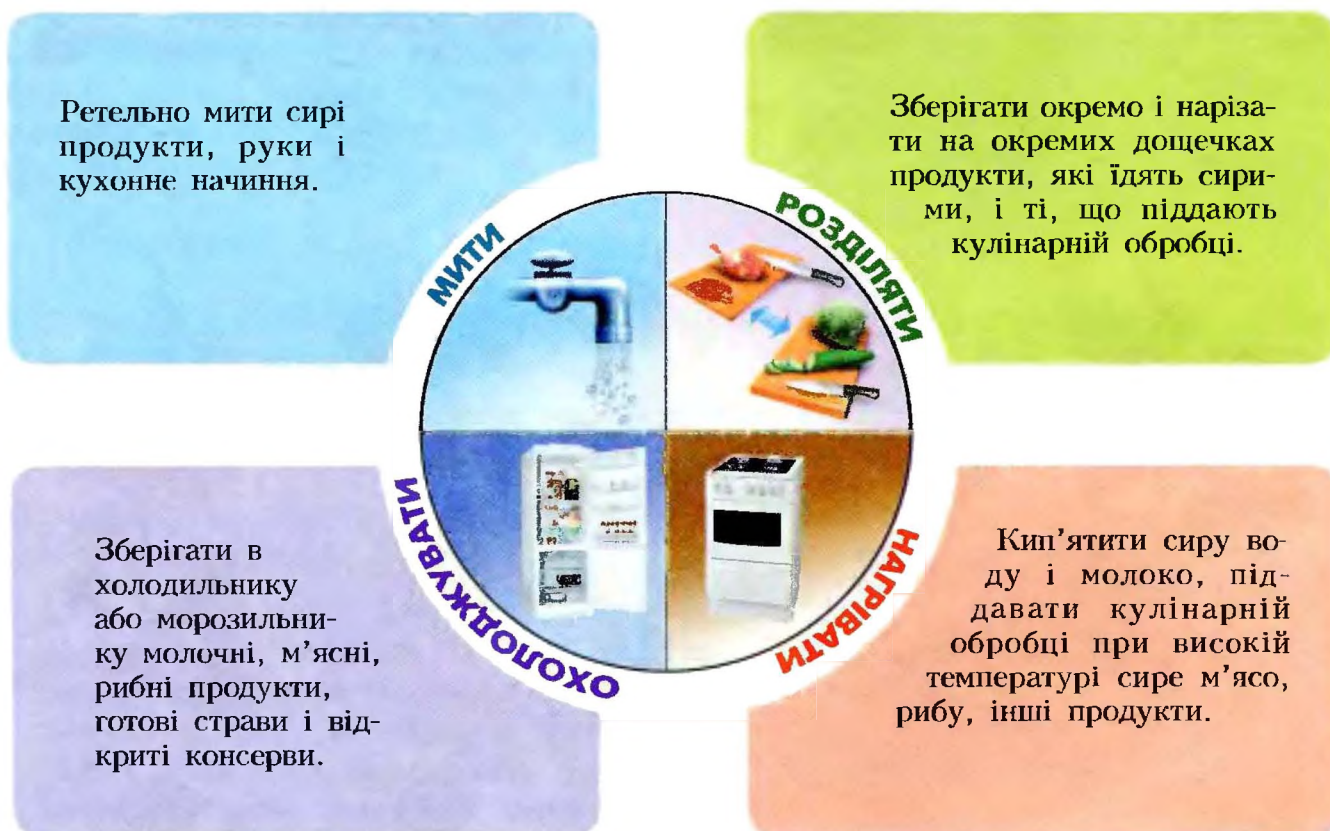 Ретельно мити сирі
продукти, руки і
кухонне начиння.
Зберігати окремо і наріза-
ти на окремих дощечках
продукти, які їдять сири-
ми, і ті, що піддають
кулінарній обробці.
МИТИ
РОЗДІЛЯТИ
ОХОЛОДЖУВАТИ
НАГРІВАТИ
Зберігати в
холодильнику
або морозильни-
ку молочні, м’ясні,
рибні продукти,
готові страви і від-
криті консерви.
Кип’ятити сиру во-
ду і молоко, під-
давати кулінарній
обробці при високій
температурі сире м’ясо,
рибу, інші продукти.